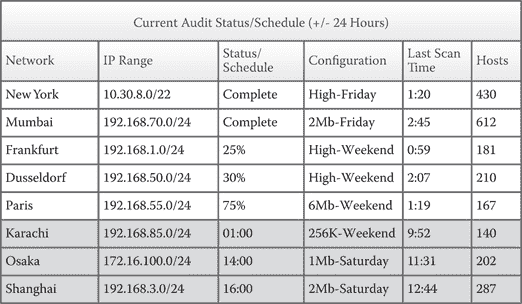 Current Audit Status/Schedule (+/- 24 Hours)
Network IP Range Status/Schedule Configuration Last Scan Time Hosts
New York 10.30.8.0/22 Complete High-Friday 1:20 430
Mumbai 192.168.70.0/24 Complete 2Mb-Friday 2:45 612
Frankfurt 192.168.1.0/24 25% High-Weekend 0:59 181
Dusseldorf 192.168.50.0/24 30% High-Weekend 2:07 210
Paris 192.168.55.0/24 75% 6Mb-Weekend 1:19 167
Karachi 192.168.85.0/24 01:00 256K-Weekend 9:52 140
Osaka 172.16.100.0/24 14:00 1Mb-Saturday 11:31 202
Shanghai 192.168.3.0/24 16:00 2Mb-Saturday 12:44 287